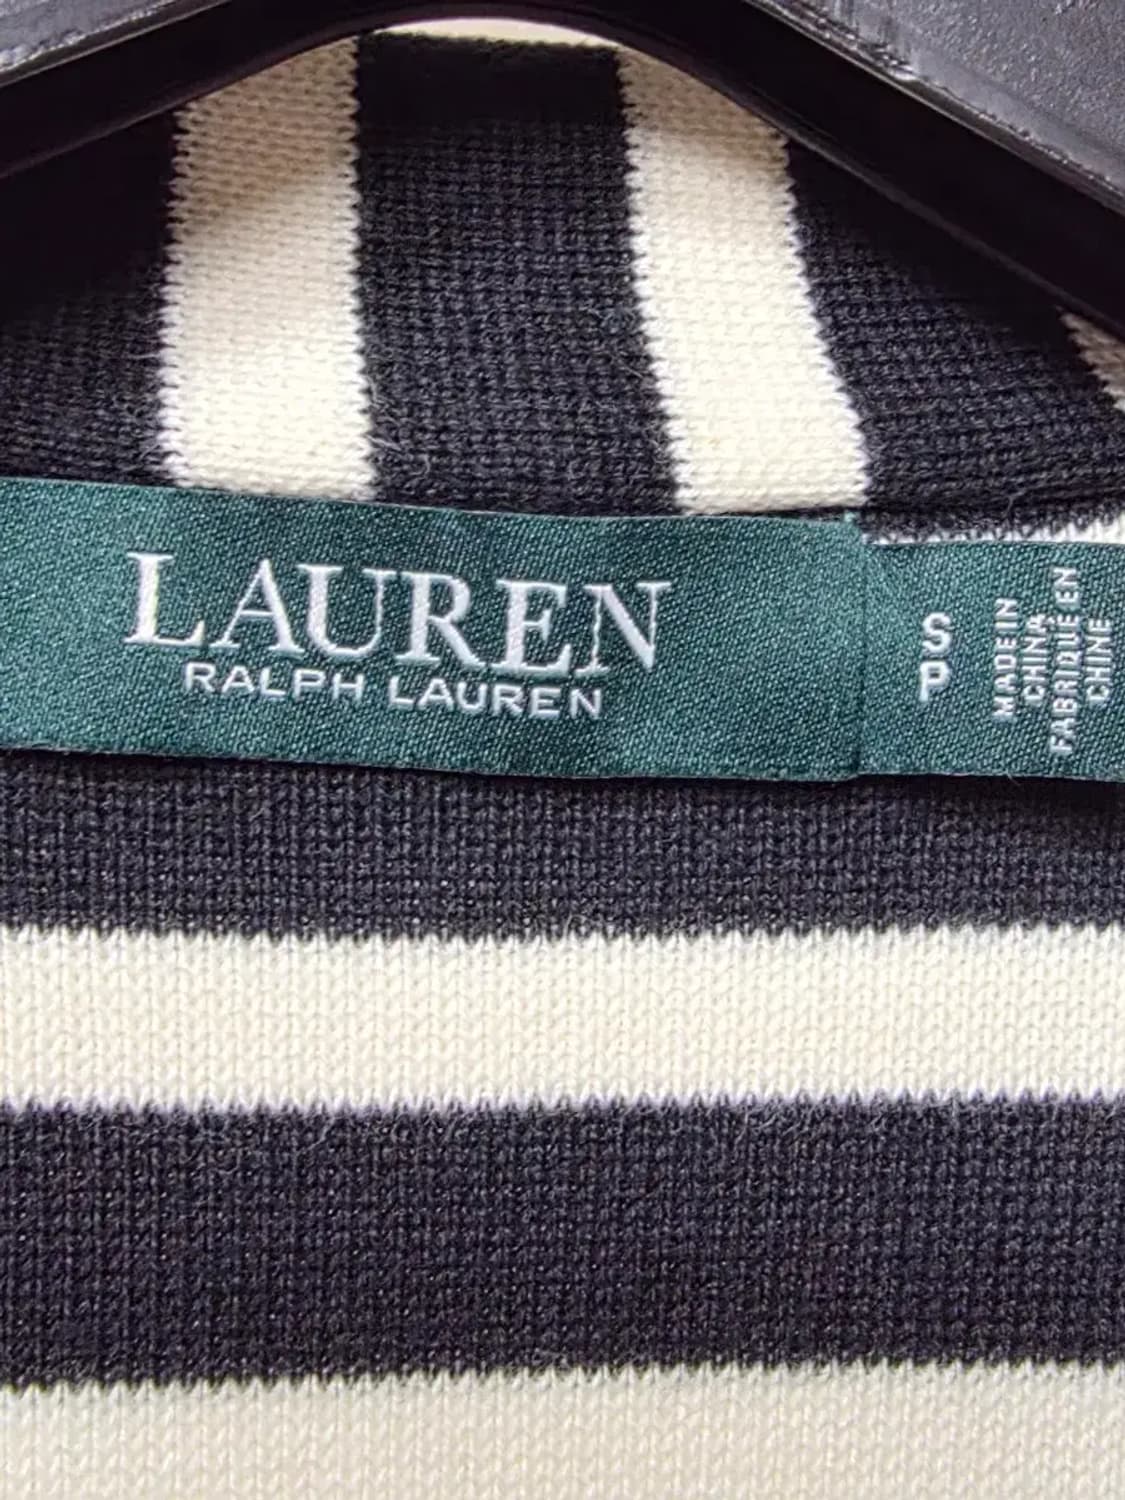 LAUREN
RALPH LAUREN
S
P
MADE IN
CHINA
FABRIQUÉ EN
CHINE